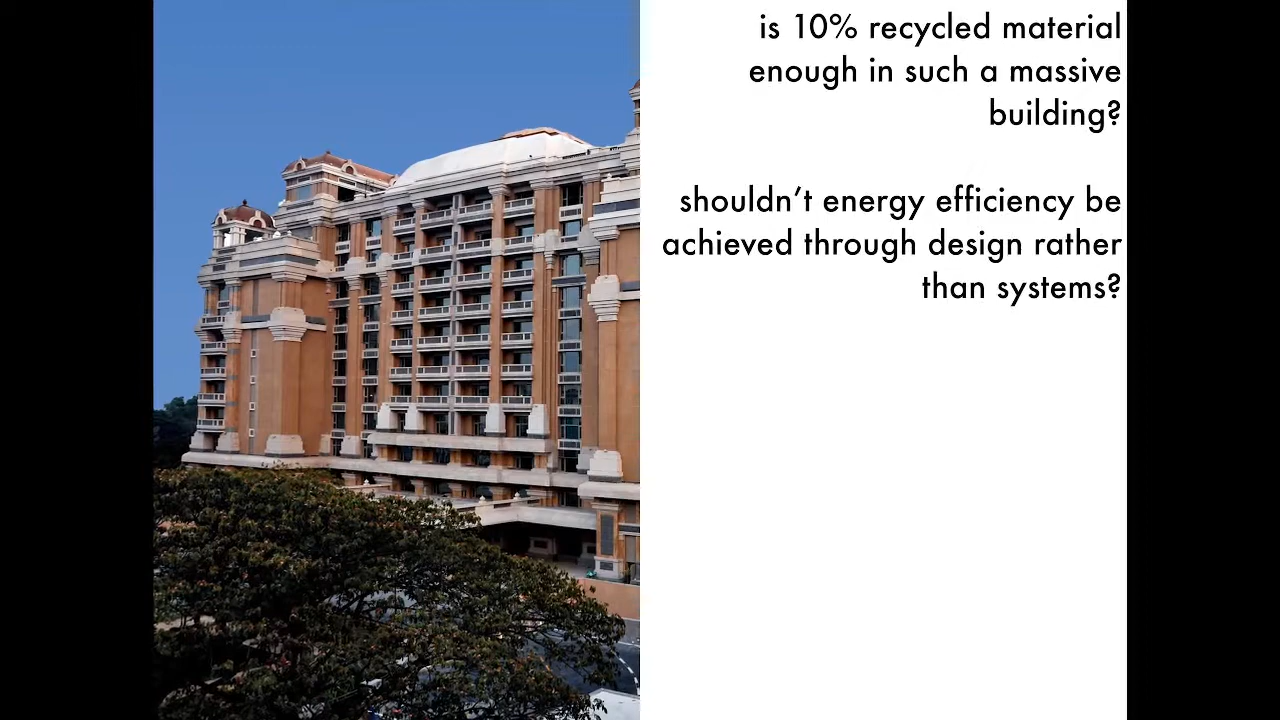 is 10% recycled material
enough in such a massive
building?
shouldn’t energy efficiency be
achieved through design rather
than systems?